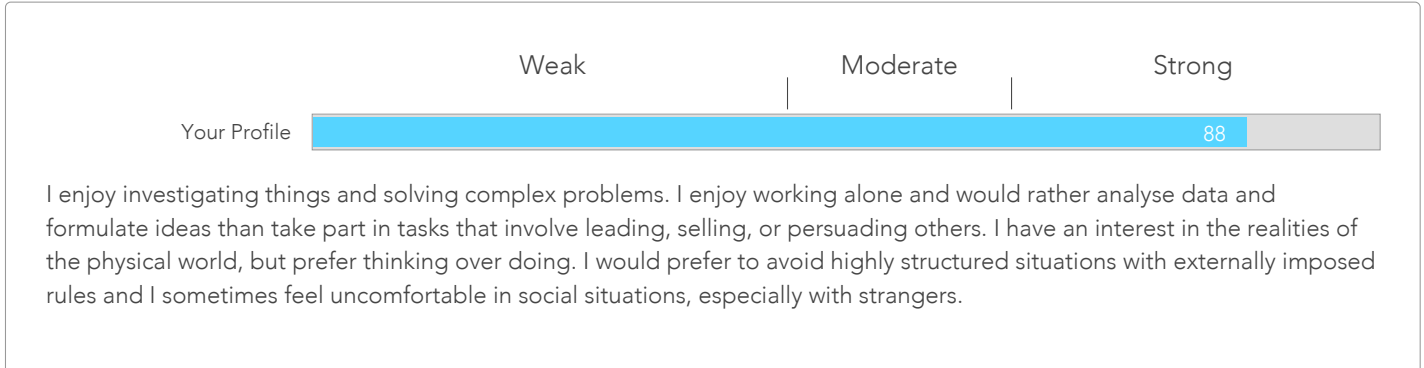 Weak Moderate Strong
Your Profile 88
I enjoy investigating things and solving complex problems. I enjoy working alone and would rather analyse data and
formulate ideas than take part in tasks that involve leading, selling, or persuading others. I have an interest in the realities of
the physical world, but prefer thinking over doing. I would prefer to avoid highly structured situations with externally imposed
rules and I sometimes feel uncomfortable in social situations, especially with strangers.